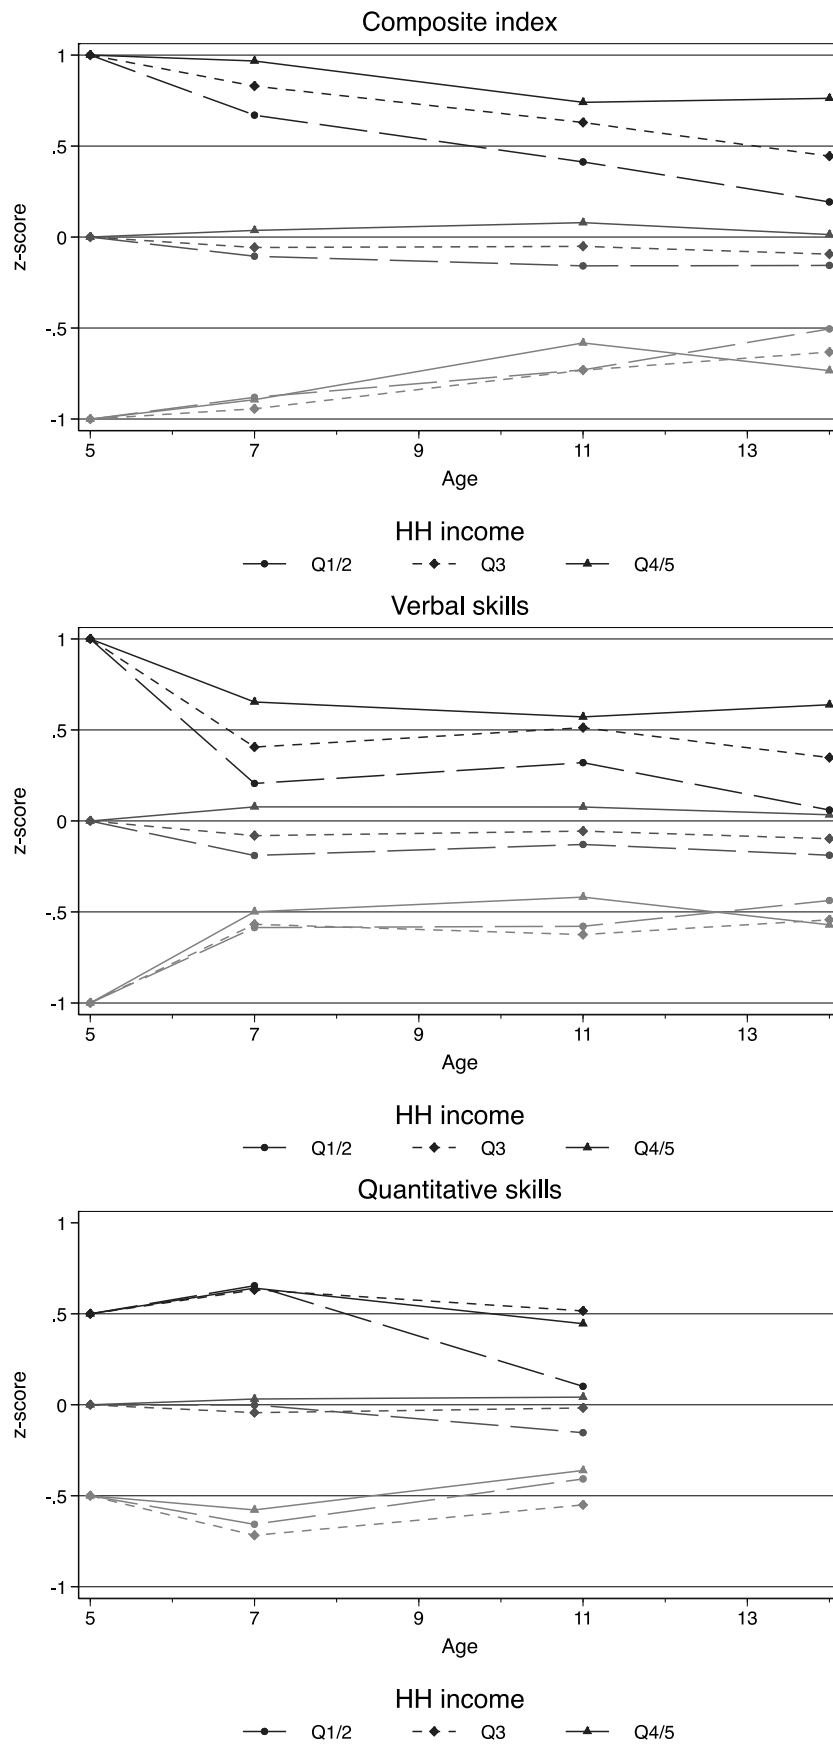 Composite index
1
.5
0
-.5
-1
z-score
5 7 9 11 13
Age
HH income
Q1/2 Q3 Q4/5
Verbal skills
1
.5
0
-.5
-1
z-score
5 7 9 11 13
Age
HH income
Q1/2 Q3 Q4/5
Quantitative skills
1
.5
0
-.5
-1
z-score
5 7 9 11 13
Age
HH income
Q1/2 Q3 Q4/5